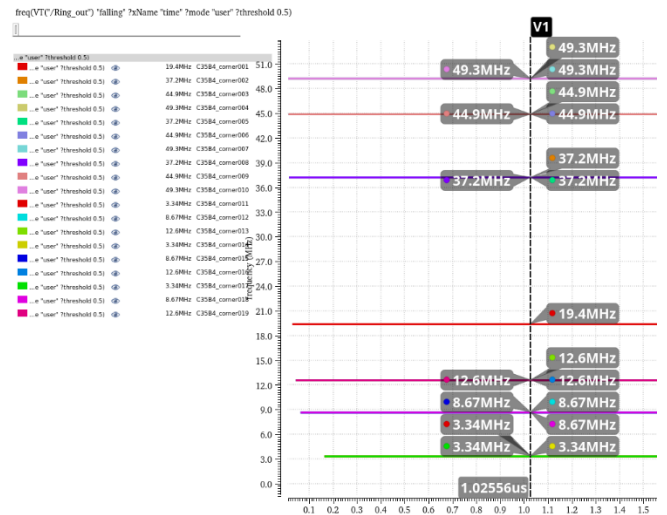 freq(VT("/Ring_out") "falling" ?xName "time" ?mode "user" ?threshold 0.5)
...e "user" ?threshold 0.5)
...e "user" ?threshold 0.5) 19.4MHz C35B4_corner001
...e "user" ?threshold 0.5) 37.2MHz C35B4_corner002
...e "user" ?threshold 0.5) 44.9MHz C35B4_corner003
...e "user" ?threshold 0.5) 49.3MHz C35B4_corner004
...e "user" ?threshold 0.5) 37.2MHz C35B4_corner005
...e "user" ?threshold 0.5) 44.9MHz C35B4_corner006
...e "user" ?threshold 0.5) 49.3MHz C35B4_corner007
...e "user" ?threshold 0.5) 37.2MHz C35B4_corner008
...e "user" ?threshold 0.5) 44.9MHz C35B4_corner009
...e "user" ?threshold 0.5) 49.3MHz C35B4_corner010
...e "user" ?threshold 0.5) 3.34MHz C35B4_corner011
...e "user" ?threshold 0.5) 8.67MHz C35B4_corner012
...e "user" ?threshold 0.5) 12.6MHz C35B4_corner013
...e "user" ?threshold 0.5) 3.34MHz C35B4_corner014
...e "user" ?threshold 0.5) 8.67MHz C35B4_corner015
...e "user" ?threshold 0.5) 12.6MHz C35B4_corner016
...e "user" ?threshold 0.5) 3.34MHz C35B4_corner017
...e "user" ?threshold 0.5) 8.67MHz C35B4_corner018
...e "user" ?threshold 0.5) 12.6MHz C35B4_corner019
frequency (MHz)
V1
49.3MHz
51.0
49.3MHz 49.3MHz
48.0
44.9MHz
45.0 44.9MHz 44.9MHz
42.0
39.0 37.2MHz
37.2MHz 37.2MHz
36.0
33.0
30.0
27.0
24.0
21.0 19.4MHz
18.0
15.0 12.6MHz
12.6MHz 12.6MHz
12.0
8.67MHz 8.67MHz
9.0
3.34MHz 8.67MHz
6.0
3.34MHz 3.34MHz
3.0
0.0 1.02556us
0.1 0.2 0.3 0.4 0.5 0.6 0.7 0.8 0.9 1.0 1.1 1.2 1.3 1.4 1.5